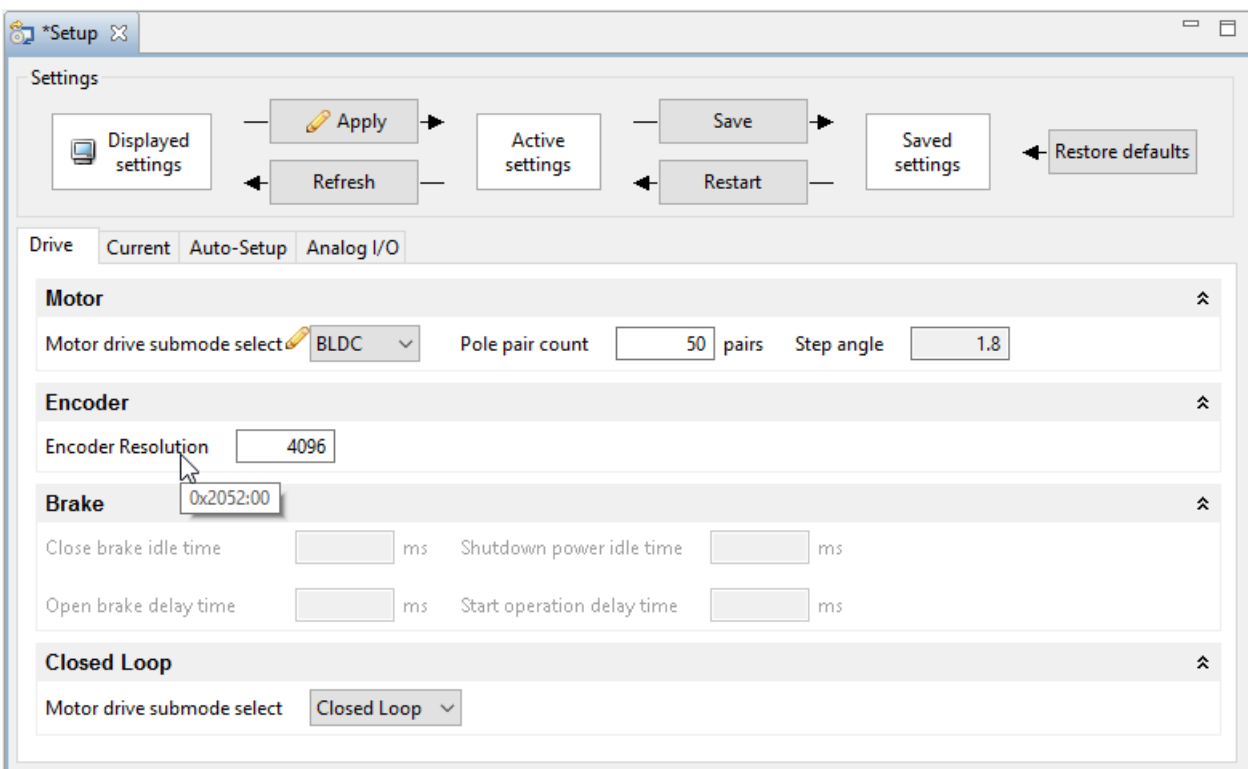 *Setup
Settings
Displayed settings
Apply
Refresh
Active settings
Save
Restart
Saved settings
Restore defaults
Drive Current Auto-Setup Analog I/O
Motor
Motor drive submode select BLDC Pole pair count 50 pairs Step angle 1.8
Encoder
Encoder Resolution 4096
0x2052:00
Brake
Close brake idle time ms Shutdown power idle time ms
Open brake delay time ms Start operation delay time ms
Closed Loop
Motor drive submode select Closed Loop